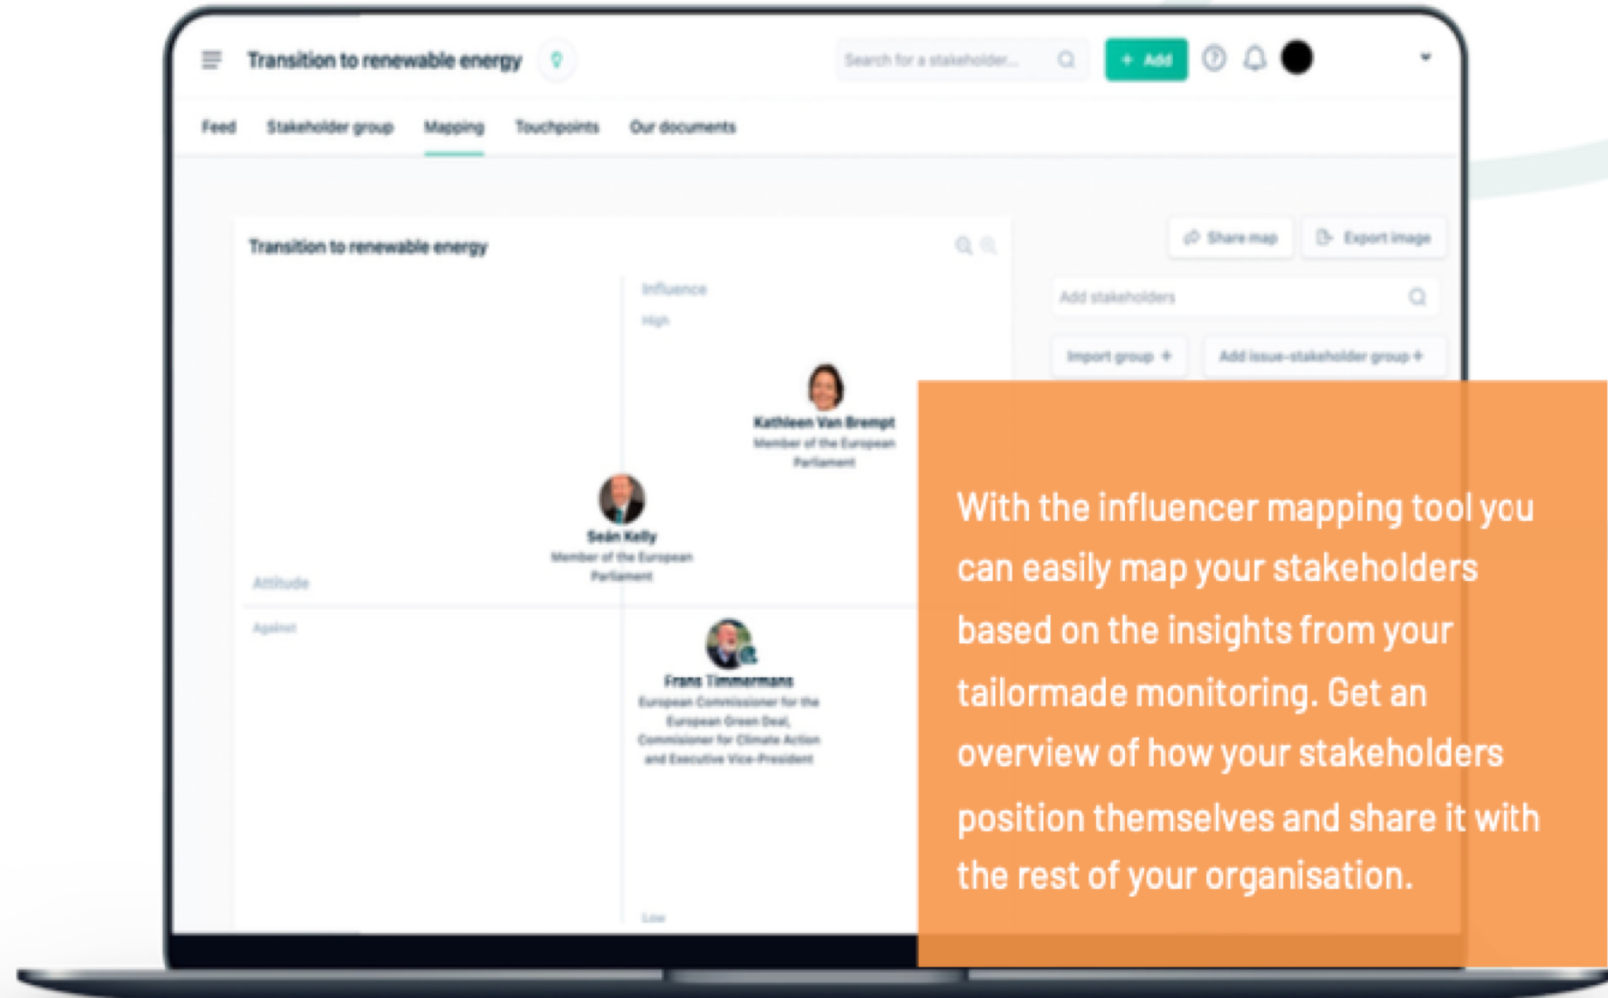 Transition to renewable energy
Search for a stakeholder...
+ Add
Feed
Stakeholder group
Mapping
Touchpoints
Our documents
Transition to renewable energy
Share map
Export image
Influence
High
Add stakeholders
Import group +
Add issue-stakeholder group +
Kathleen Van Brempt
Member of the European
Parliament
Seán Kelly
Member of the European
Parliament
Attitude
Against
Frans Timmermans
European Commissioner for the
European Green Deal,
Commisioner for Climate Action
and Executive Vice-President
Low
With the influencer mapping tool you
can easily map your stakeholders
based on the insights from your
tailormade monitoring. Get an
overview of how your stakeholders
position themselves and share it with
the rest of your organisation.